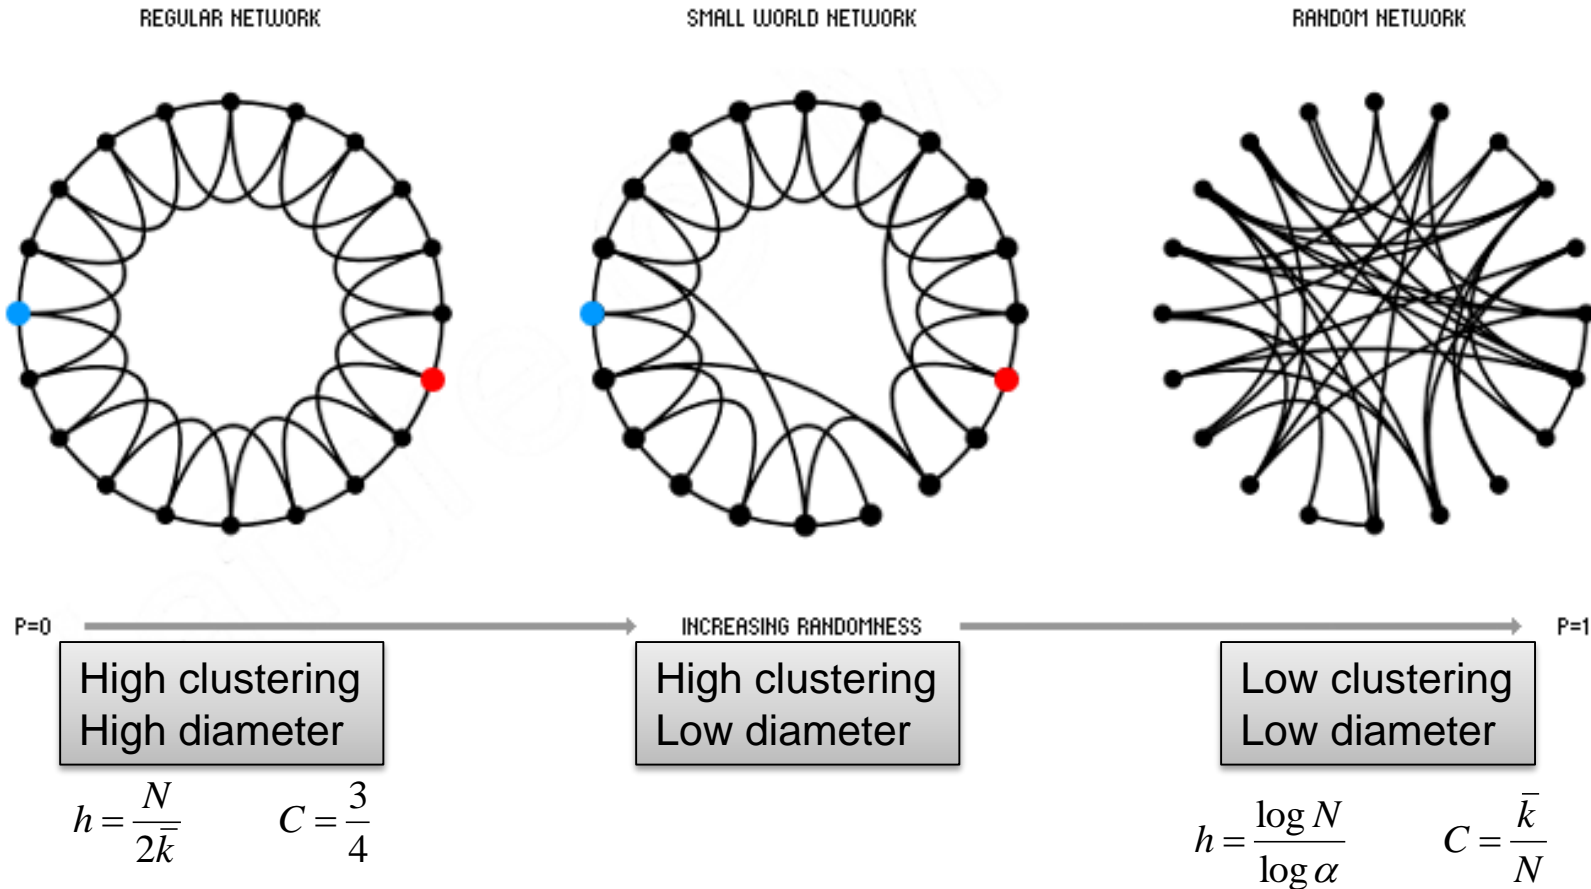 REGULAR NETWORK
SMALL WORLD NETWORK
RANDOM NETWORK
P=0
INCREASING RANDOMNESS
P=1
High clustering
High diameter
High clustering
Low diameter
Low clustering
Low diameter
h = N / 2k̄
C = 3 / 4
h = log N / log α
C = k̄ / N